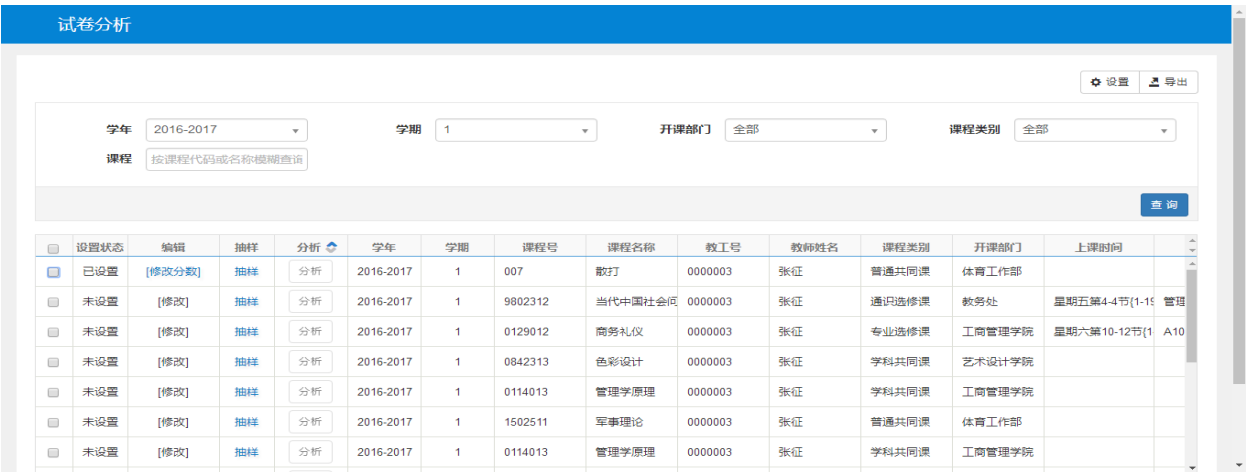 试卷分析
设置 导出
学年 2016-2017 学期 1 开课部门 全部 课程类别 全部
课程 按课程代码或名称模糊查询
查 询
设置状态 编辑 抽样 分析 学年 学期 课程号 课程名称 教工号 教师姓名 课程类别 开课部门 上课时间
已设置 [修改分数] 抽样 分析 2016-2017 1 007 散打 0000003 张征 普通共同课 体育工作部
未设置 [修改] 抽样 分析 2016-2017 1 9802312 当代中国社会问 0000003 张征 通识选修课 教务处 星期五第4-4节{1-19 管理
未设置 [修改] 抽样 分析 2016-2017 1 0129012 商务礼仪 0000003 张征 专业选修课 工商管理学院 星期六第10-12节{1- A10
未设置 [修改] 抽样 分析 2016-2017 1 0842313 色彩设计 0000003 张征 学科共同课 艺术设计学院
未设置 [修改] 抽样 分析 2016-2017 1 0114013 管理学原理 0000003 张征 学科共同课 工商管理学院
未设置 [修改] 抽样 分析 2016-2017 1 1502511 军事理论 0000003 张征 普通共同课 体育工作部
未设置 [修改] 抽样 分析 2016-2017 1 0114013 管理学原理 0000003 张征 学科共同课 工商管理学院